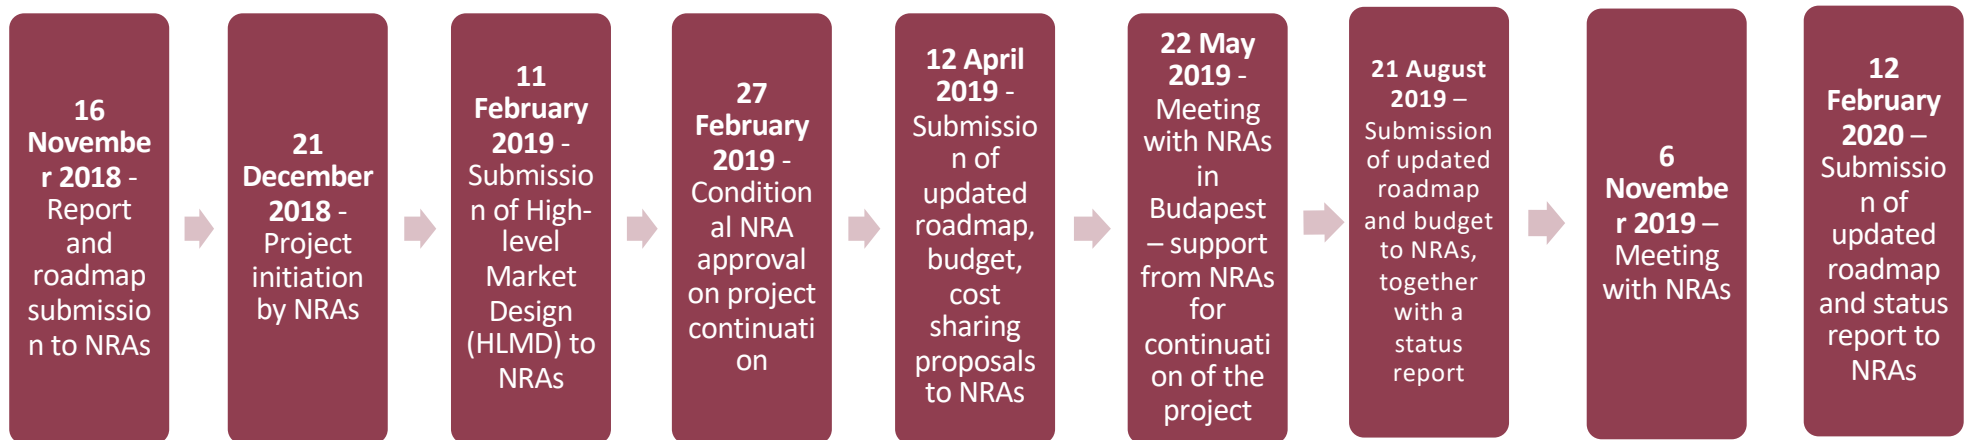 16
Novembe
r 2018 -
Report
and
roadmap
submissio
n to NRAs
21
December
2018 -
Project
initiation
by NRAs
11
February
2019 -
Submissio
n of High-
level
Market
Design
(HLMD) to
NRAs
27
February
2019 -
Condition
al NRA
approval
on project
continuati
on
12 April
2019 -
Submissio
n of
updated
roadmap,
budget,
cost
sharing
proposals
to NRAs
22 May
2019 -
Meeting
with NRAs
in
Budapest
– support
from NRAs
for
continuati
on of the
project
21 August
2019 –
Submission
of updated
roadmap
and budget
to NRAs,
together
with a
status
report
6
Novembe
r 2019 –
Meeting
with NRAs
12
February
2020 –
Submissio
n of
updated
roadmap
and status
report to
NRAs